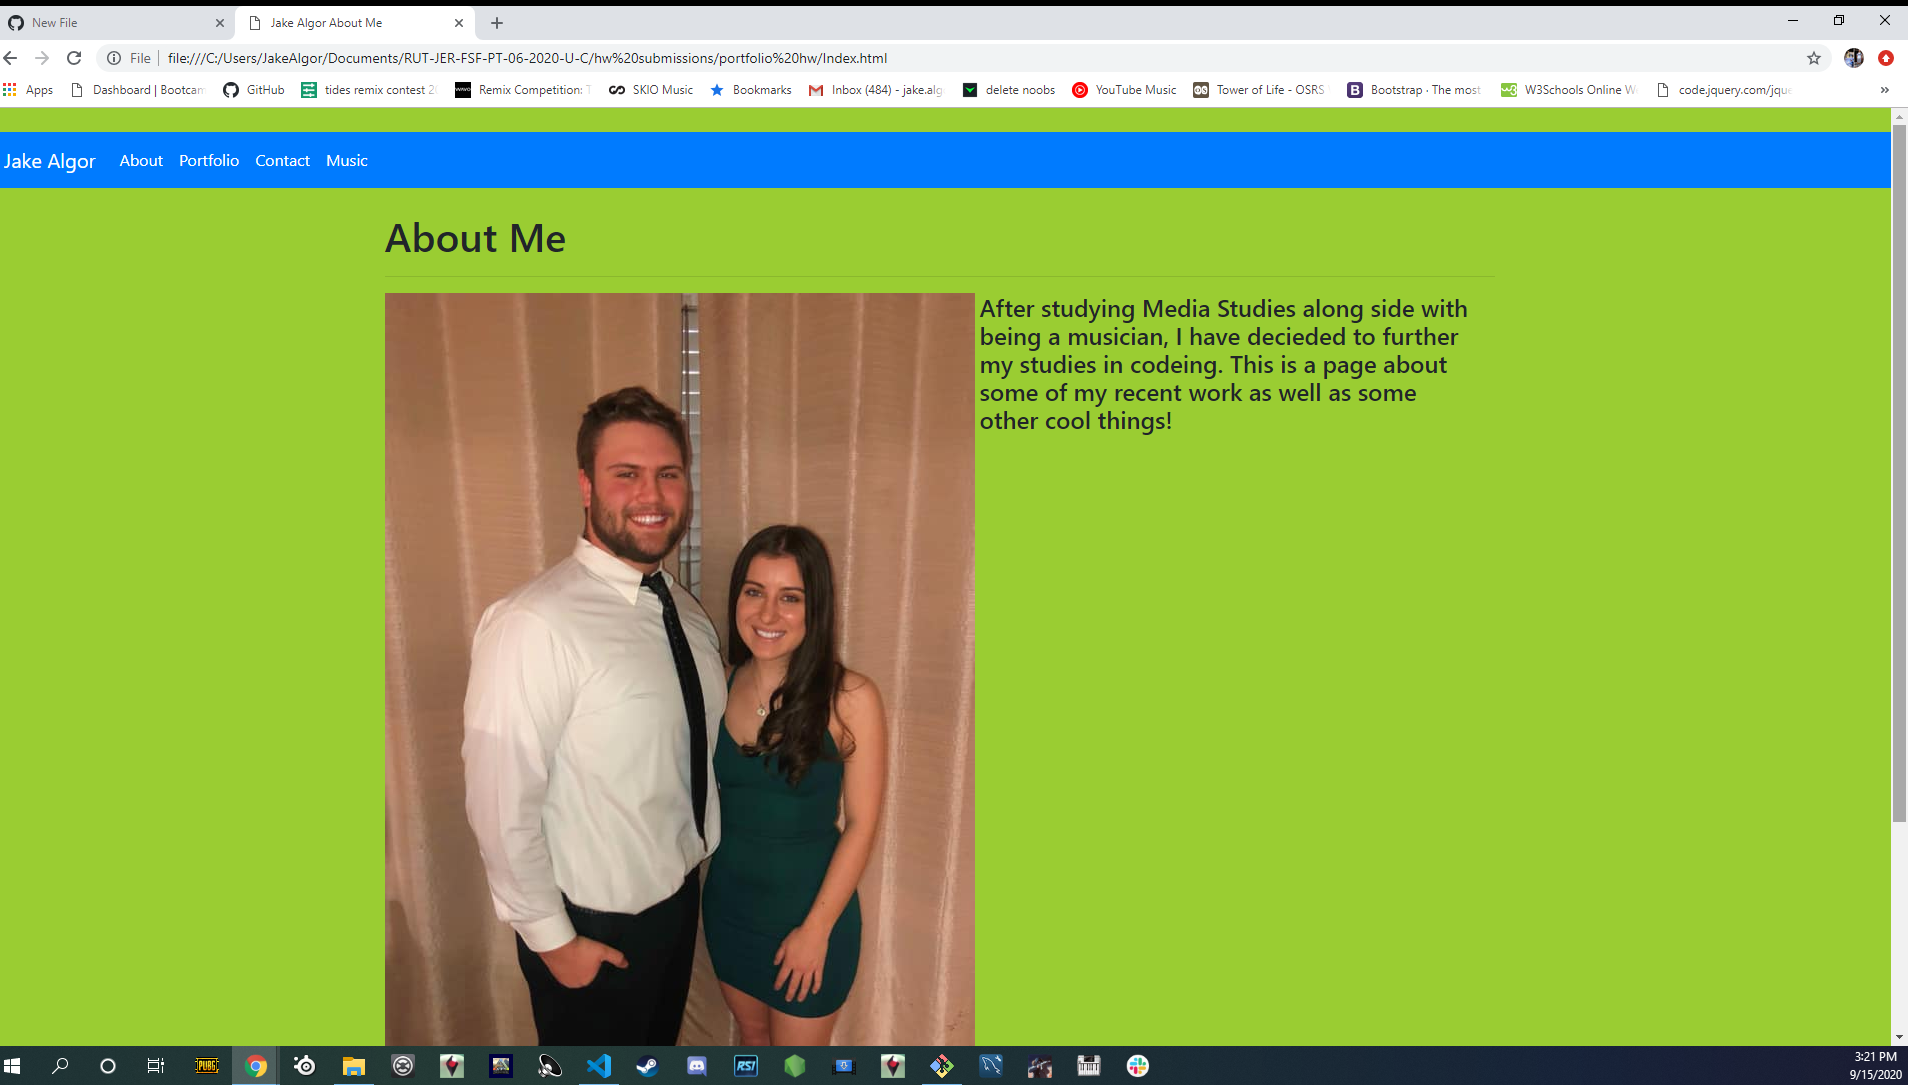 New File
Jake Algor About Me
File
file:///C:/Users/JakeAlgor/Documents/RUT-JER-FSF-PT-06-2020-U-C/hw%20submissions/portfolio%20hw/Index.html
Apps
Dashboard | Bootcam
GitHub
tides remix contest 20
Remix Competition: T
SKIO Music
Bookmarks
Inbox (484) - jake.alg
delete noobs
YouTube Music
Tower of Life - OSRS
Bootstrap · The most
W3Schools Online W
code.jquery.com/jque
»
Jake Algor
About
Portfolio
Contact
Music
About Me
After studying Media Studies along side with
being a musician, I have decieded to further
my studies in codeing. This is a page about
some of my recent work as well as some
other cool things!
PUBG
RSI
3:21 PM
9/15/2020